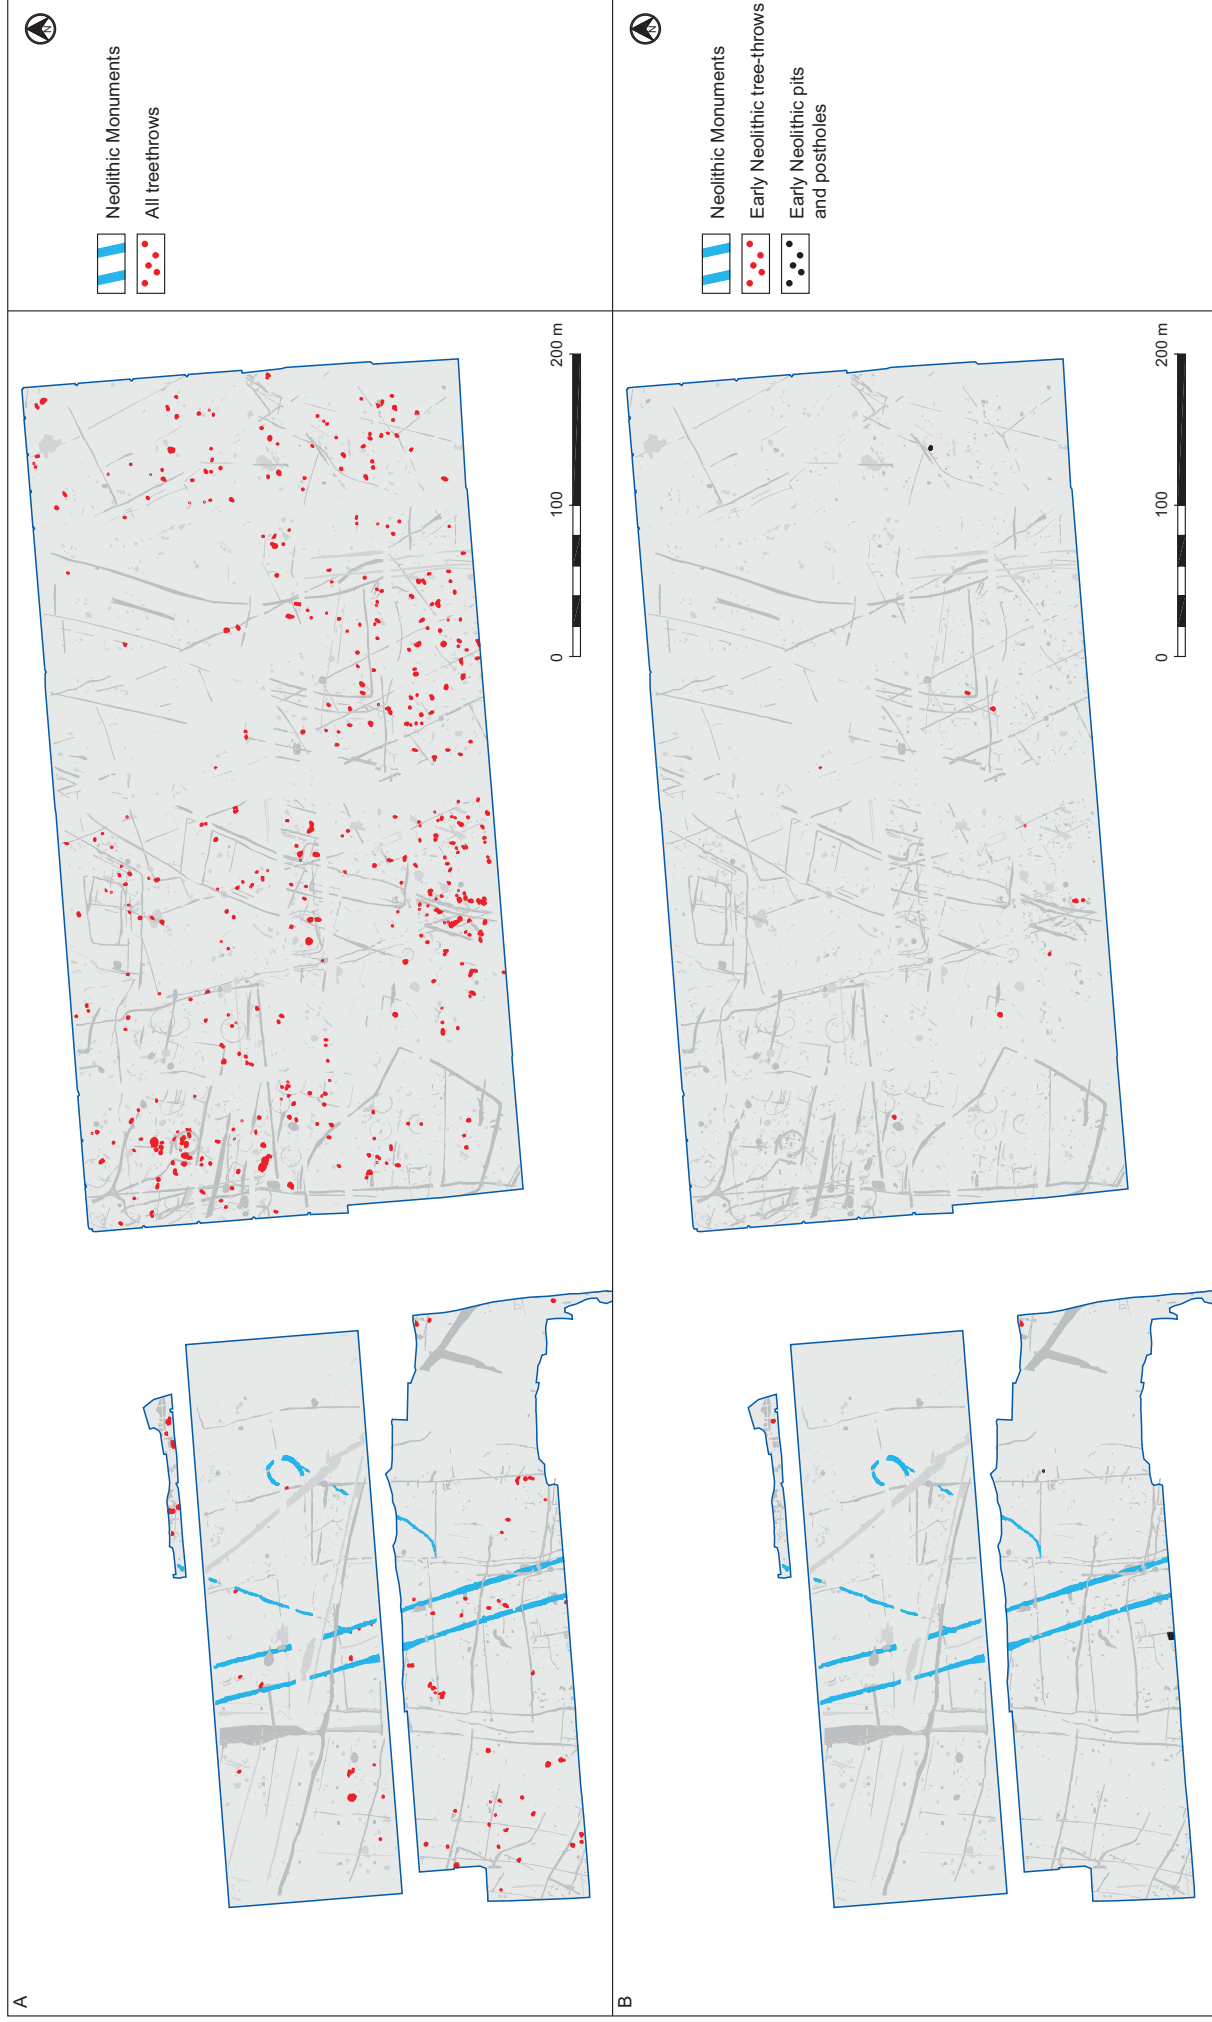 A
N
Neolithic Monuments
All treethrows
0
100
200 m
B
N
Neolithic Monuments
Early Neolithic tree-throws
Early Neolithic pits
and postholes
0
100
200 m